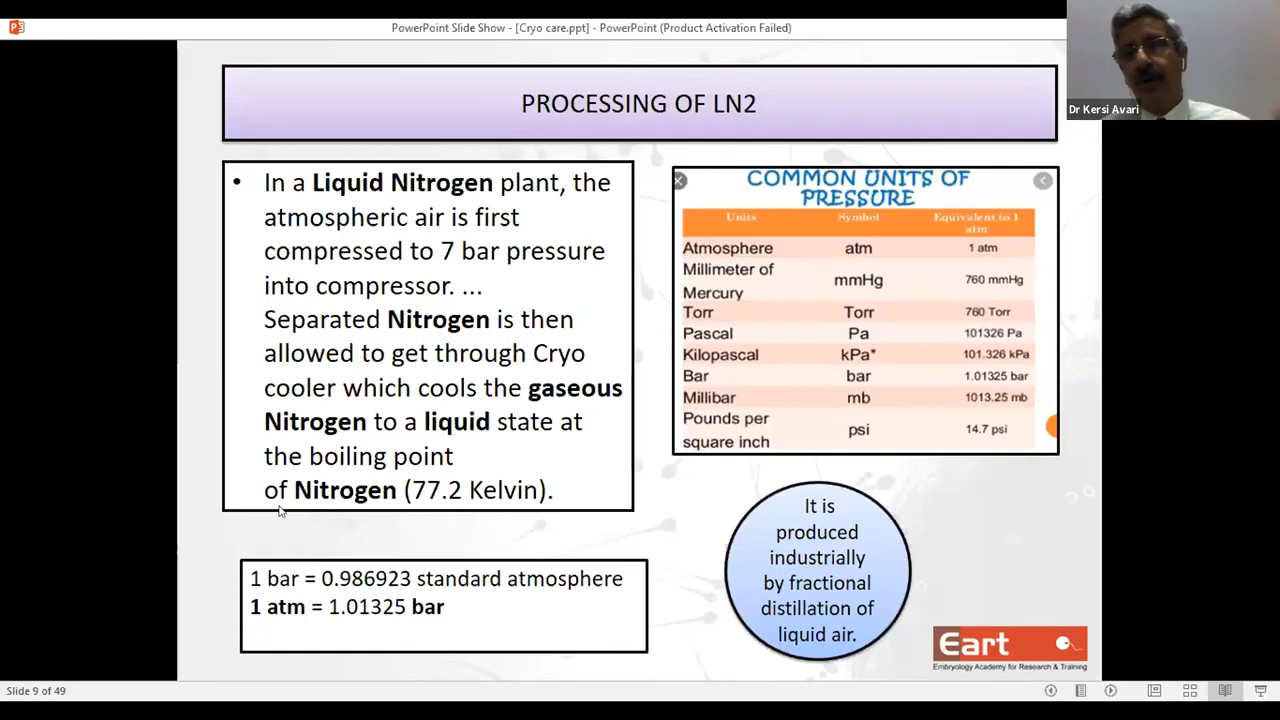 PowerPoint Slide Show - [Cryo care.ppt] - PowerPoint (Product Activation Failed)
Dr Kersi Avari
PROCESSING OF LN2
• In a Liquid Nitrogen plant, the
atmospheric air is first
compressed to 7 bar pressure
into compressor. ...
Separated Nitrogen is then
allowed to get through Cryo
cooler which cools the gaseous
Nitrogen to a liquid state at
the boiling point
of Nitrogen (77.2 Kelvin).
COMMON UNITS OF
PRESSURE
Units Symbol Equivalent to 1
atm
Atmosphere atm 1 atm
Millimeter of
Mercury mmHg 760 mmHg
Torr Torr 760 Torr
Pascal Pa 101326 Pa
Kilopascal kPa* 101.326 kPa
Bar bar 1.01325 bar
Millibar mb 1013.25 mb
Pounds per
square inch psi 14.7 psi
1 bar = 0.986923 standard atmosphere
1 atm = 1.01325 bar
It is
produced
industrially
by fractional
distillation of
liquid air.
Eart
Embryology Academy for Research & Training
Slide 9 of 49